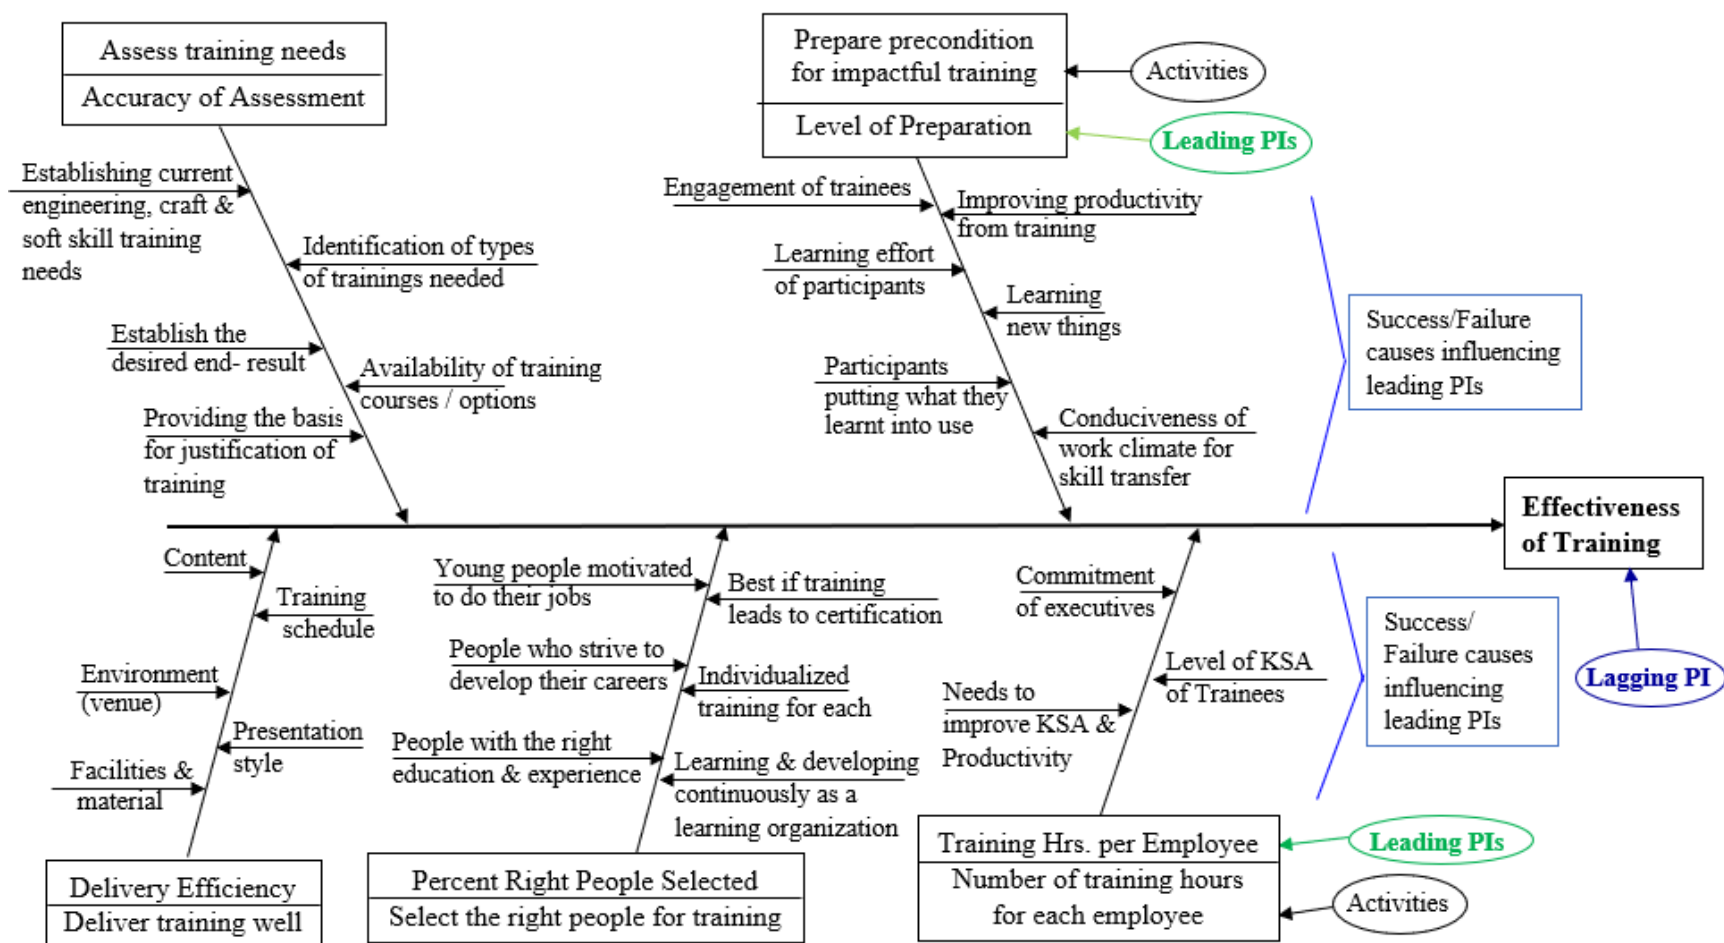 Assess training needs
Accuracy of Assessment
Prepare precondition
for impactful training
Level of Preparation
Activities
Leading PIs
Establishing current
engineering, craft &
soft skill training
needs
Identification of types
of trainings needed
Establish the
desired end- result
Availability of training
courses / options
Providing the basis
for justification of
training
Engagement of trainees
Improving productivity
from training
Learning effort
of participants
Learning
new things
Participants
putting what they
learnt into use
Conduciveness of
work climate for
skill transfer
Success/Failure
causes influencing
leading PIs
Effectiveness
of Training
Lagging PI
Content
Training
schedule
Environment
(venue)
Presentation
style
Facilities &
material
Delivery Efficiency
Deliver training well
Young people motivated
to do their jobs
Best if training
leads to certification
People who strive to
develop their careers
Individualized
training for each
People with the right
education & experience
Learning & developing
continuously as a
learning organization
Percent Right People Selected
Select the right people for training
Commitment
of executives
Level of KSA
of Trainees
Needs to
improve KSA &
Productivity
Training Hrs. per Employee
Number of training hours
for each employee
Success/
Failure causes
influencing
leading PIs
Leading PIs
Activities